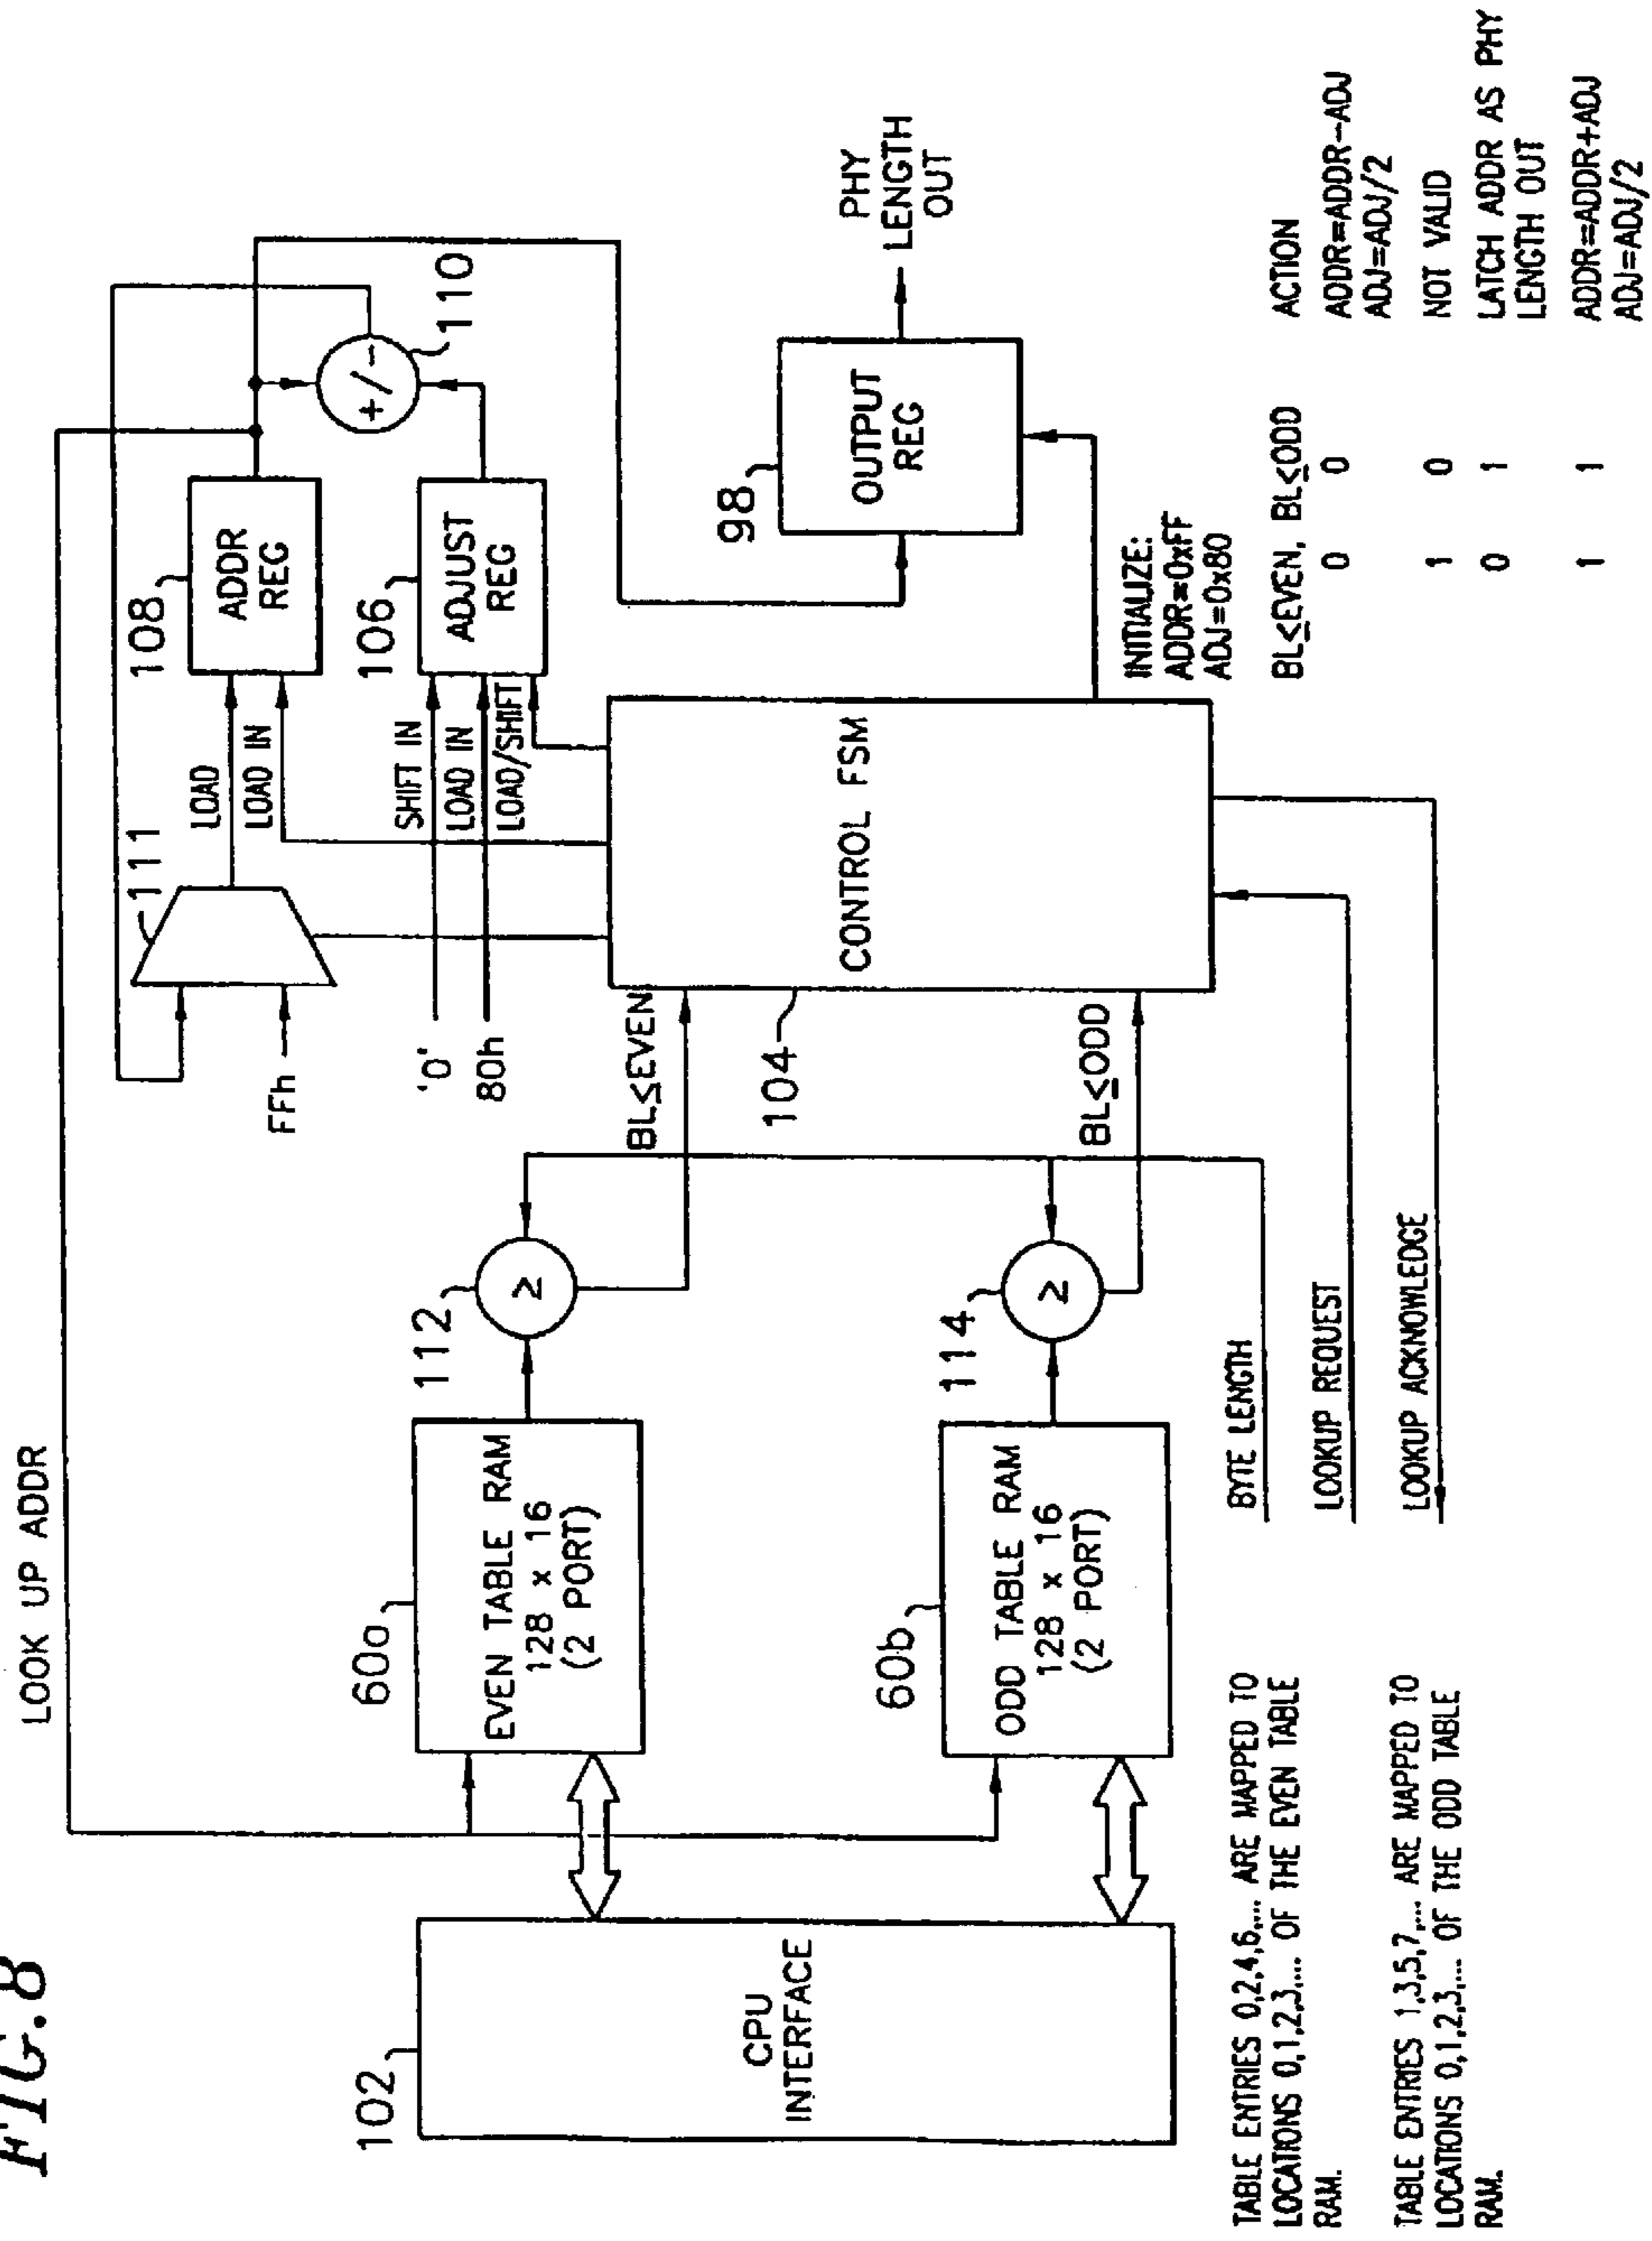 FIG. 8
LOOK UP ADDR
102
CPU
INTERFACE
60a
EVEN TABLE RAM
128 x 16
(2 PORT)
60b
ODD TABLE RAM
128 x 16
(2 PORT)
112
≥
114
≥
BL≤EVEN
BL≤ODD
104
CONTROL FSM
FFh
111
'0'
80h
LOAD
LOAD IN
SHIFT IN
LOAD IN
LOAD/SHIFT
108
ADDR
REG
106
ADJUST
REG
+/-
110
98
OUTPUT
REG
PHY
LENGTH
OUT
BYTE LENGTH
LOOKUP REQUEST
LOOKUP ACKNOWLEDGE
INITIALIZE:
ADDR=0xFF
ADJ=0x80
BL≤EVEN, BL≤ODD ACTION
0 0 ADDR=ADDR-ADJ
ADJ=ADJ/2
1 0 NOT VALID
0 1 LATCH ADDR AS PHY
LENGTH OUT
1 1 ADDR=ADDR+ADJ
ADJ=ADJ/2
TABLE ENTRIES 0,2,4,6,... ARE MAPPED TO
LOCATIONS 0,1,2,3,... OF THE EVEN TABLE
RAM.
TABLE ENTRIES 1,3,5,7,... ARE MAPPED TO
LOCATIONS 0,1,2,3,... OF THE ODD TABLE
RAM.